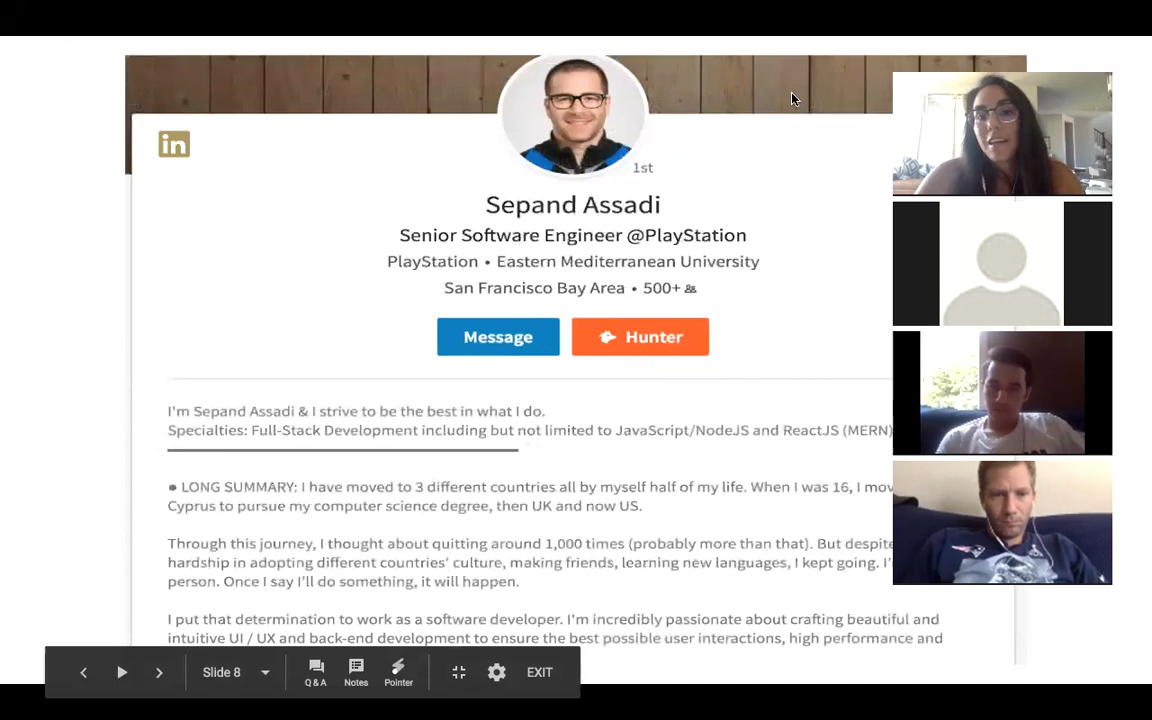 in
1st
Sepand Assadi
Senior Software Engineer @PlayStation
PlayStation • Eastern Mediterranean University
San Francisco Bay Area • 500+
Message
Hunter
I'm Sepand Assadi & I strive to be the best in what I do.
Specialties: Full-Stack Development including but not limited to JavaScript/NodeJS and ReactJS (MERN)
● LONG SUMMARY: I have moved to 3 different countries all by myself half of my life. When I was 16, I mov
Cyprus to pursue my computer science degree, then UK and now US.
Through this journey, I thought about quitting around 1,000 times (probably more than that). But despite
hardship in adopting different countries' culture, making friends, learning new languages, I kept going. I'
person. Once I say I'll do something, it will happen.
I put that determination to work as a software developer. I'm incredibly passionate about crafting beautiful and
intuitive UI / UX and back-end development to ensure the best possible user interactions, high performance and
Slide 8
Q & A
Notes
Pointer
EXIT